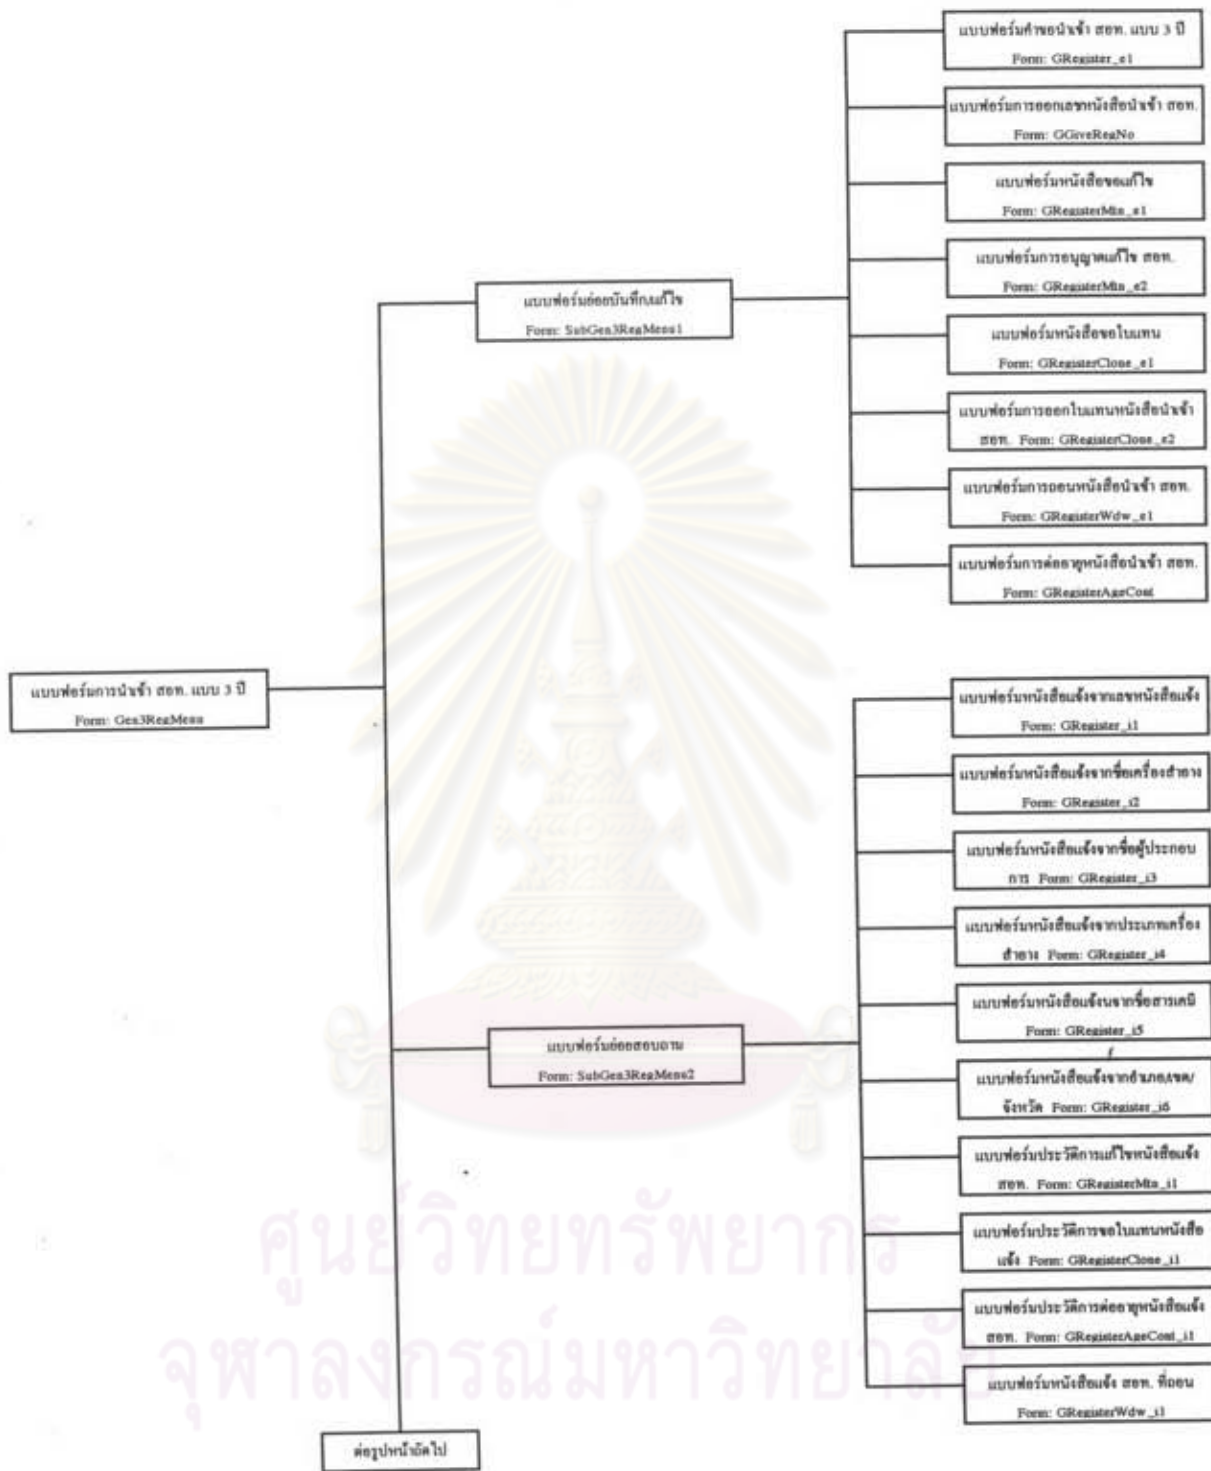 แบบฟอร์มคำขอนำเข้า สอท. แบบ 3 ปี
Form: GRegister_e1
แบบฟอร์มการออกเลขหนังสือนำเข้า สอท.
Form: GGiveRegNo
แบบฟอร์มหนังสือขอแก้ไข
Form: GRegisterMtn_e1
แบบฟอร์มการอนุญาตแก้ไข สอท.
Form: GRegisterMtn_e2
แบบฟอร์มหนังสือขอใบแทน
Form: GRegisterClone_e1
แบบฟอร์มการออกใบแทนหนังสือนำเข้า
สอท. Form: GRegisterClone_e2
แบบฟอร์มการถอนหนังสือนำเข้า สอท.
Form: GRegisterWdw_e1
แบบฟอร์มการต่ออายุหนังสือนำเข้า สอท.
Form: GRegisterAgeCont
แบบฟอร์มย่อยบันทึก/แก้ไข
Form: SubGen3RegMenu1
แบบฟอร์มการนำเข้า สอท. แบบ 3 ปี
Form: Gen3RegMenu
แบบฟอร์มหนังสือแจ้งจากเลขหนังสือแจ้ง
Form: GRegister_i1
แบบฟอร์มหนังสือแจ้งจากชื่อเครื่องสำอาง
Form: GRegister_i2
แบบฟอร์มหนังสือแจ้งจากชื่อผู้ประกอบ
การ Form: GRegister_i3
แบบฟอร์มหนังสือแจ้งจากประเภทเครื่อง
สำอาง Form: GRegister_i4
แบบฟอร์มหนังสือแจ้งนจากชื่อสารเคมี
Form: GRegister_i5
แบบฟอร์มหนังสือแจ้งจากอำเภอ/เขต/
จังหวัด Form: GRegister_i6
แบบฟอร์มประวัติการแก้ไขหนังสือแจ้ง
สอท. Form: GRegisterMtn_i1
แบบฟอร์มประวัติการขอใบแทนหนังสือ
แจ้ง Form: GRegisterClone_i1
แบบฟอร์มประวัติการต่ออายุหนังสือแจ้ง
สอท. Form: GRegisterAgeCont_i1
แบบฟอร์มหนังสือแจ้ง สอท. ที่ถอน
Form: GRegisterWdw_i1
แบบฟอร์มย่อยสอบถาม
Form: SubGen3RegMenu2
ต่อรูปหน้าถัดไป
ศูนย์วิทยทรัพยากร
จุฬาลงกรณ์มหาวิทยาลัย